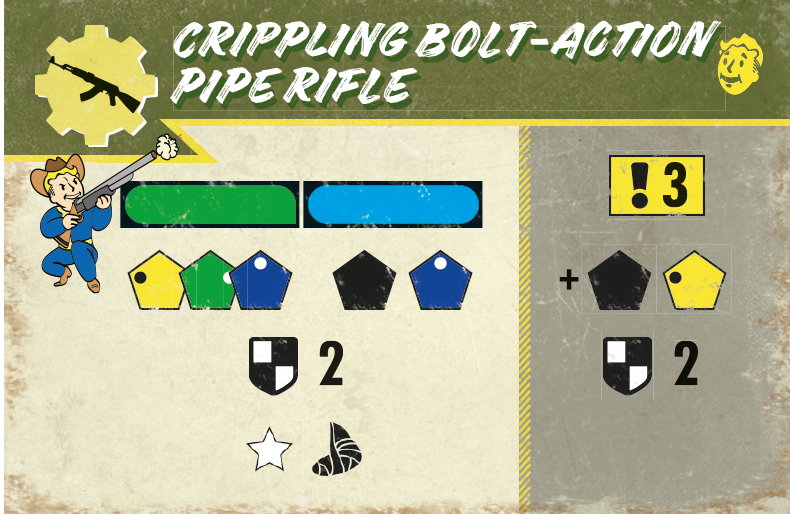 CRIPPLING BOLT-ACTION
PIPE RIFLE
! 3
+
2
2